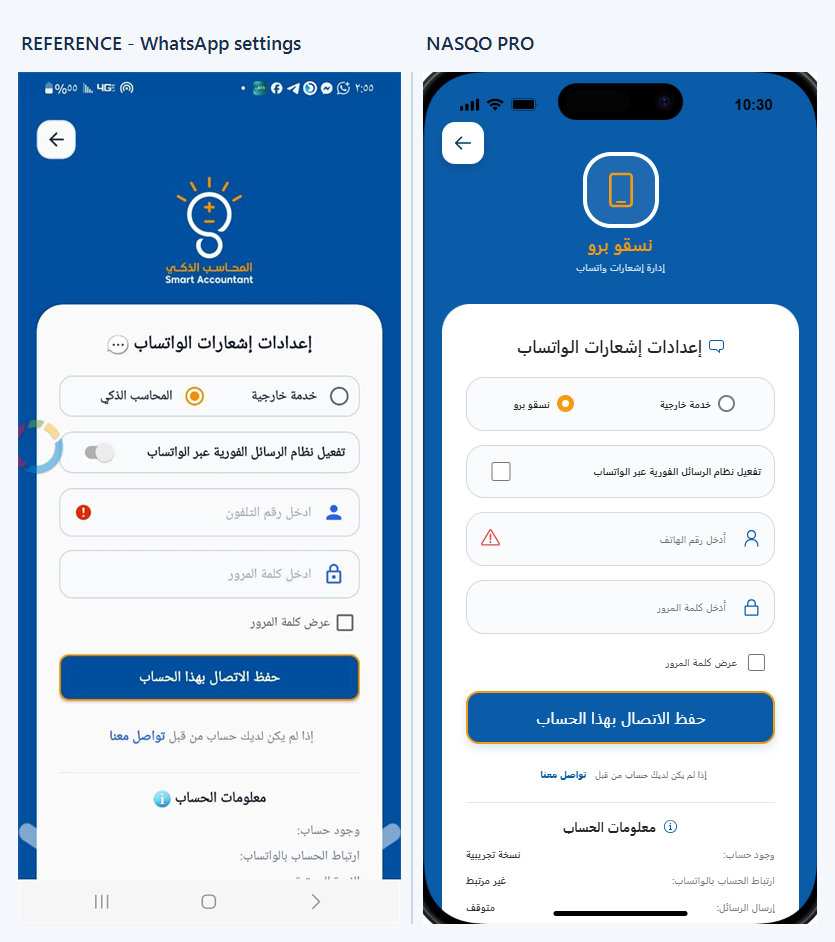 REFERENCE - WhatsApp settings
٢:٥٥
4G
%٥٥
المحاسب الذكي
Smart Accountant
إعدادات إشعارات الواتساب
خدمة خارجية
المحاسب الذكي
تفعيل نظام الرسائل الفورية عبر الواتساب
ادخل رقم التلفون
ادخل كلمة المرور
عرض كلمة المرور
حفظ الاتصال بهذا الحساب
إذا لم يكن لديك حساب من قبل تواصل معنا
معلومات الحساب
وجود حساب:
ارتباط الحساب بالواتساب:
NASQO PRO
10:30
نسقو برو
إدارة إشعارات واتساب
إعدادات إشعارات الواتساب
خدمة خارجية
نسقو برو
تفعيل نظام الرسائل الفورية عبر الواتساب
أدخل رقم الهاتف
أدخل كلمة المرور
عرض كلمة المرور
حفظ الاتصال بهذا الحساب
إذا لم يكن لديك حساب من قبل تواصل معنا
معلومات الحساب
وجود حساب: نسخة تجريبية
ارتباط الحساب بالواتساب: غير مرتبط
إرسال الرسائل: متوقف